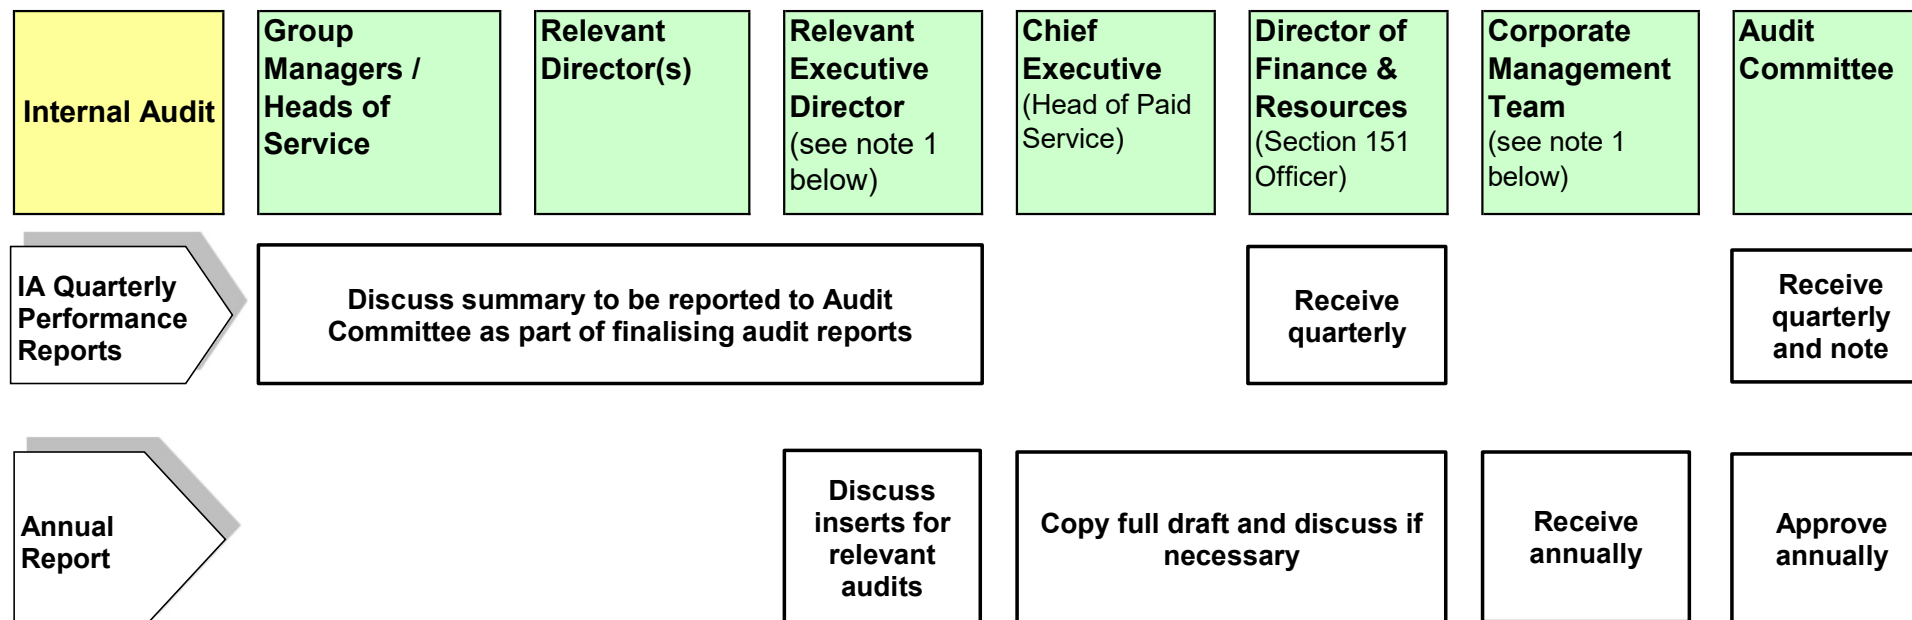 Internal Audit
Group
Managers /
Heads of
Service
Relevant
Director(s)
Relevant
Executive
Director
(see note 1
below)
Chief
Executive
(Head of Paid
Service)
Director of
Finance &
Resources
(Section 151
Officer)
Corporate
Management
Team
(see note 1
below)
Audit
Committee
IA Quarterly
Performance
Reports
Discuss summary to be reported to Audit
Committee as part of finalising audit reports
Receive
quarterly
Receive
quarterly
and note
Annual
Report
Discuss
inserts for
relevant
audits
Copy full draft and discuss if
necessary
Receive
annually
Approve
annually